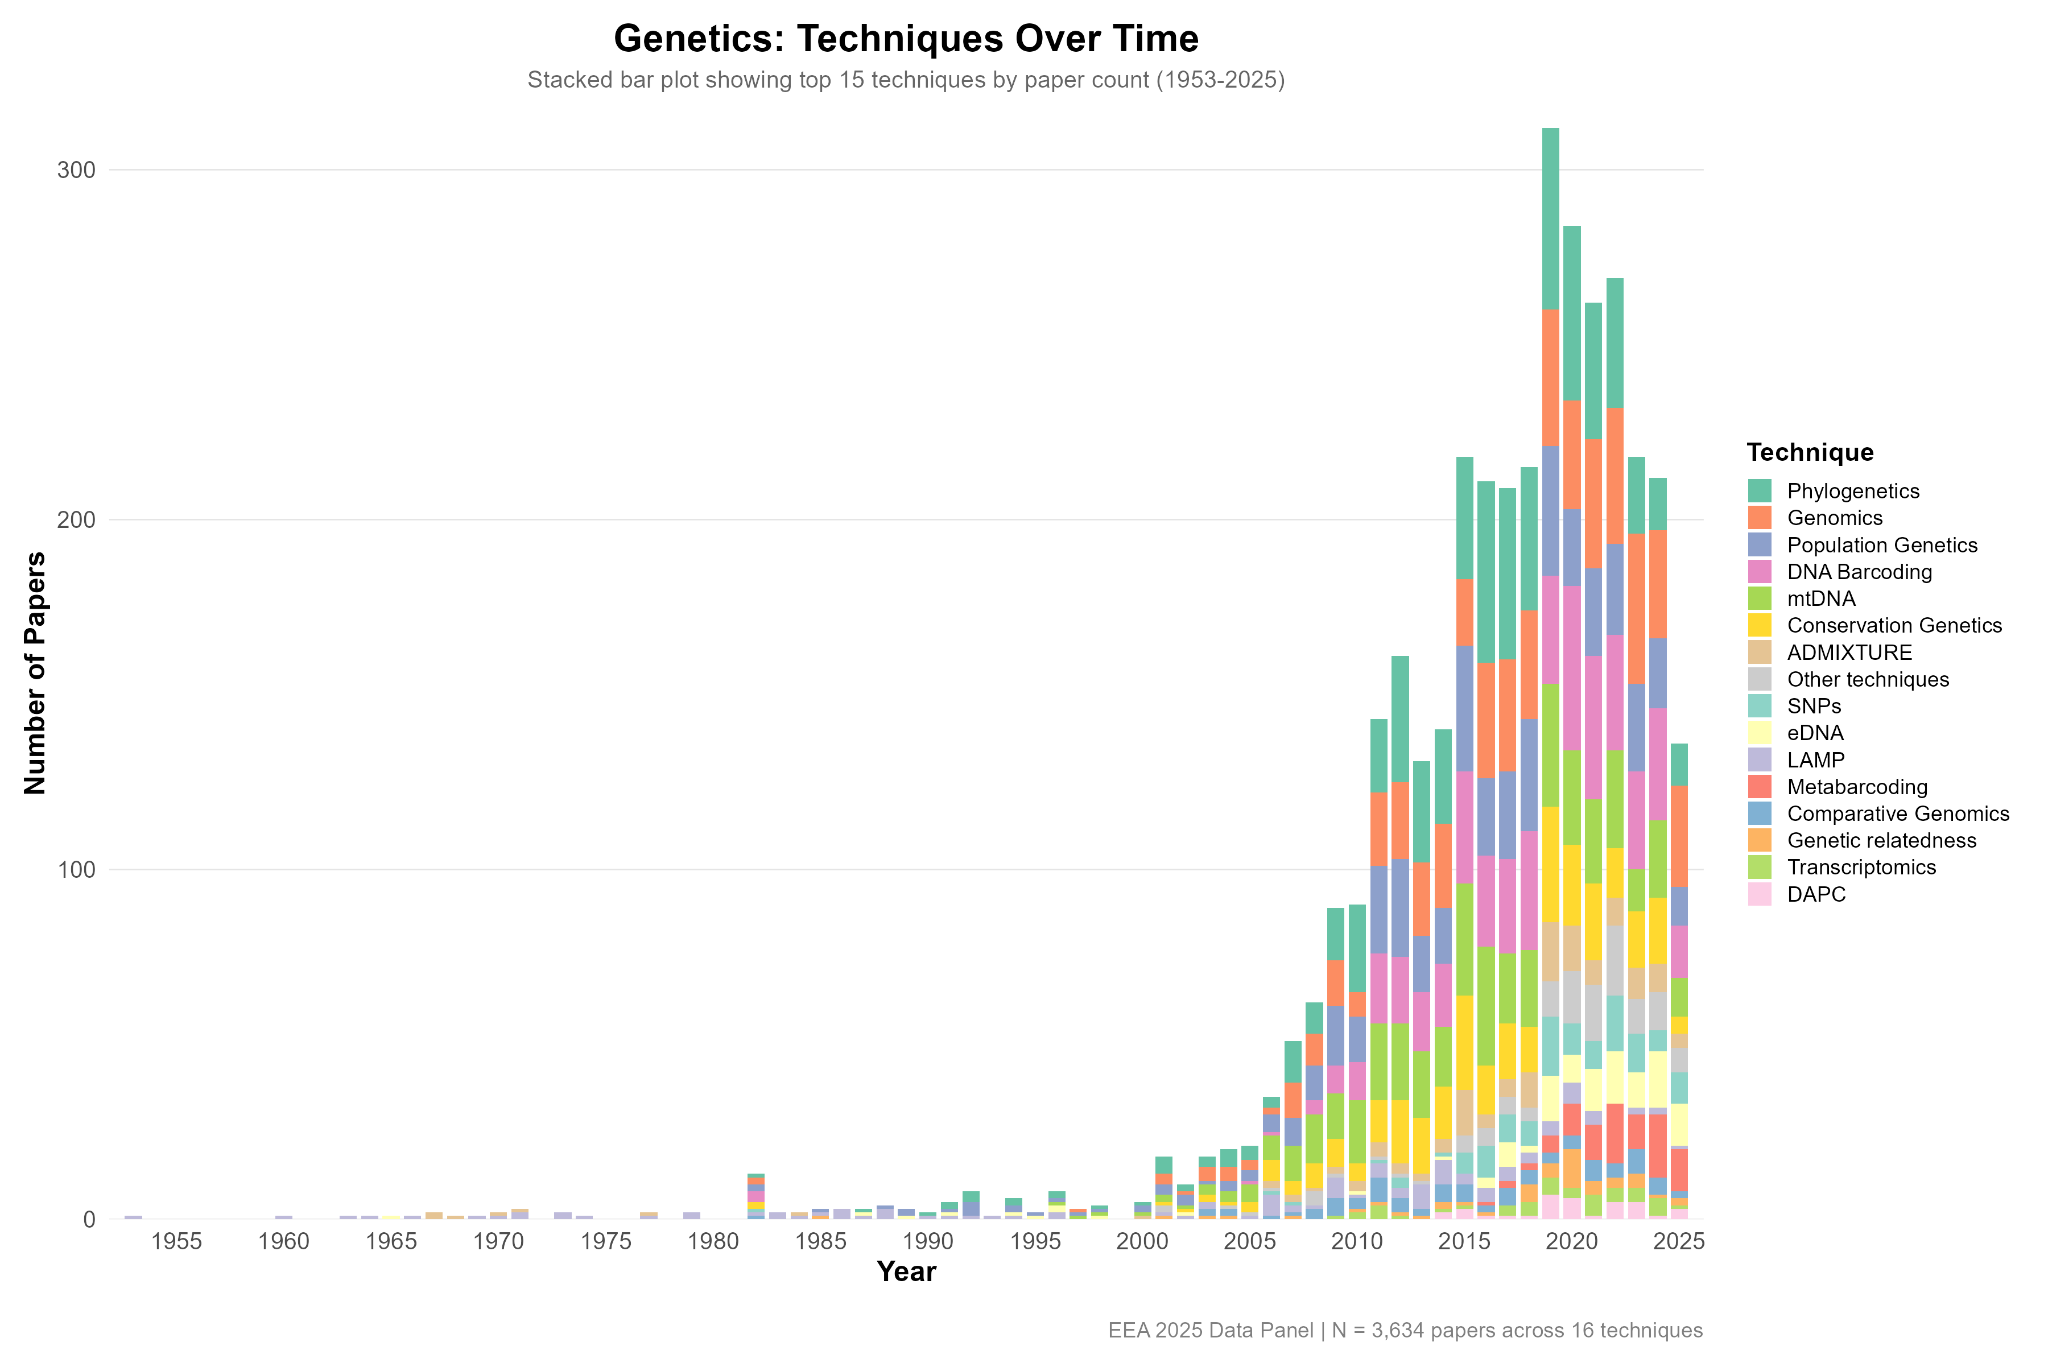 Genetics: Techniques Over Time
Stacked bar plot showing top 15 techniques by paper count (1953-2025)
Number of Papers
300
200
100
0
1955 1960 1965 1970 1975 1980 1985 1990 1995 2000 2005 2010 2015 2020 2025
Year
Technique
Phylogenetics
Genomics
Population Genetics
DNA Barcoding
mtDNA
Conservation Genetics
ADMIXTURE
Other techniques
SNPs
eDNA
LAMP
Metabarcoding
Comparative Genomics
Genetic relatedness
Transcriptomics
DAPC
EEA 2025 Data Panel | N = 3,634 papers across 16 techniques